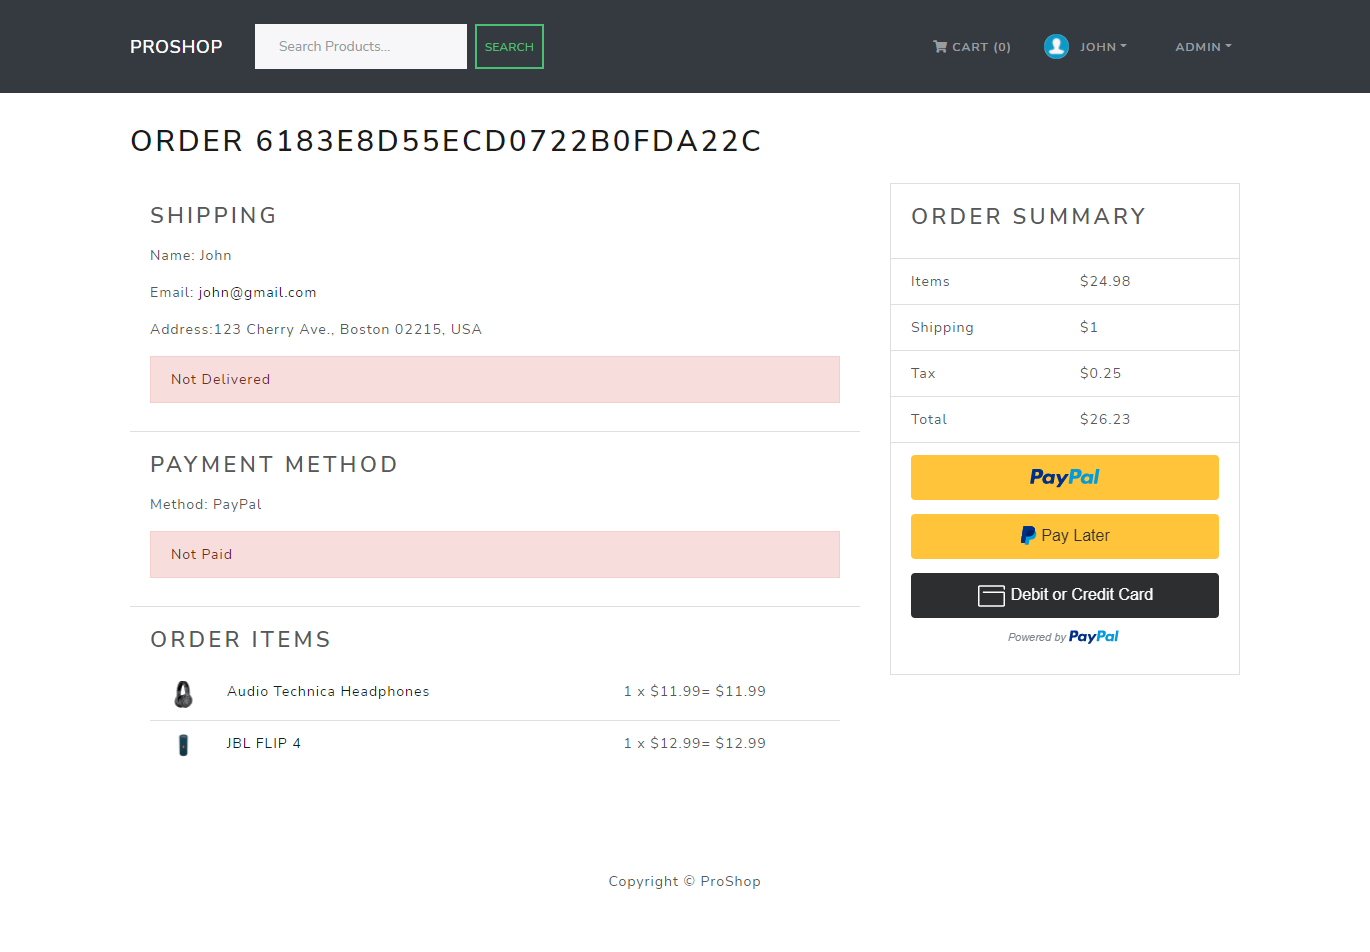 PROSHOP
Search Products...
SEARCH
CART (0)
JOHN
ADMIN
ORDER 6183E8D55ECD0722B0FDA22C
SHIPPING
Name: John
Email: john@gmail.com
Address:123 Cherry Ave., Boston 02215, USA
Not Delivered
PAYMENT METHOD
Method: PayPal
Not Paid
ORDER ITEMS
Audio Technica Headphones 1 x $11.99= $11.99
JBL FLIP 4 1 x $12.99= $12.99
ORDER SUMMARY
Items $24.98
Shipping $1
Tax $0.25
Total $26.23
PayPal
Pay Later
Debit or Credit Card
Powered by PayPal
Copyright © ProShop